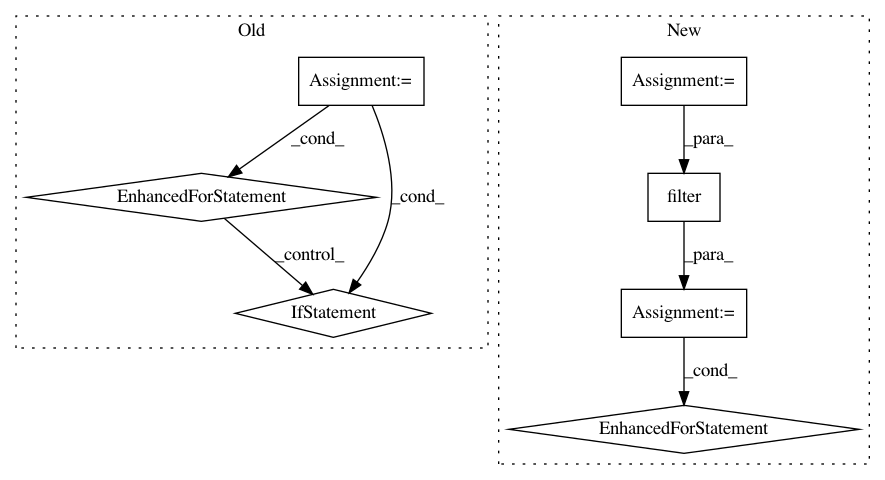 Old
New
Assignment:=
Assignment:=
_cond_
_para_
EnhancedForStatement
_cond_
filter
_control_
_para_
IfStatement
Assignment:=
_cond_
EnhancedForStatement